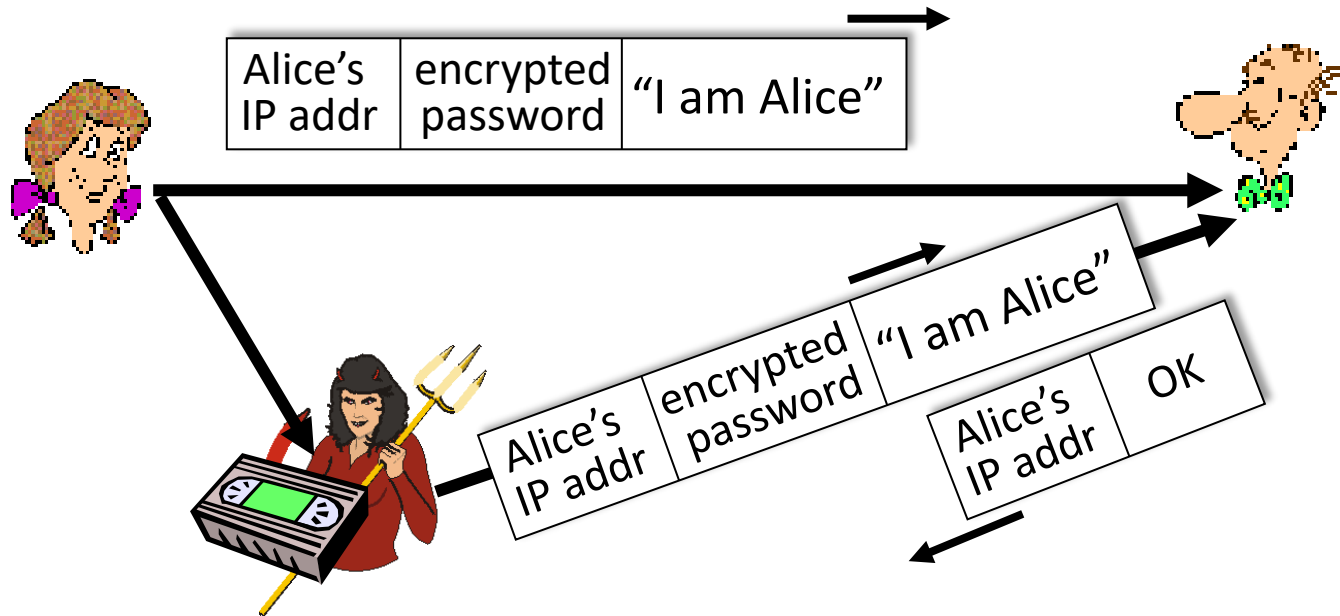 Alice’s
IP addr
encrypted
password
“I am Alice”
Alice’s
IP addr
encrypted
password
“I am Alice”
Alice’s
IP addr
OK